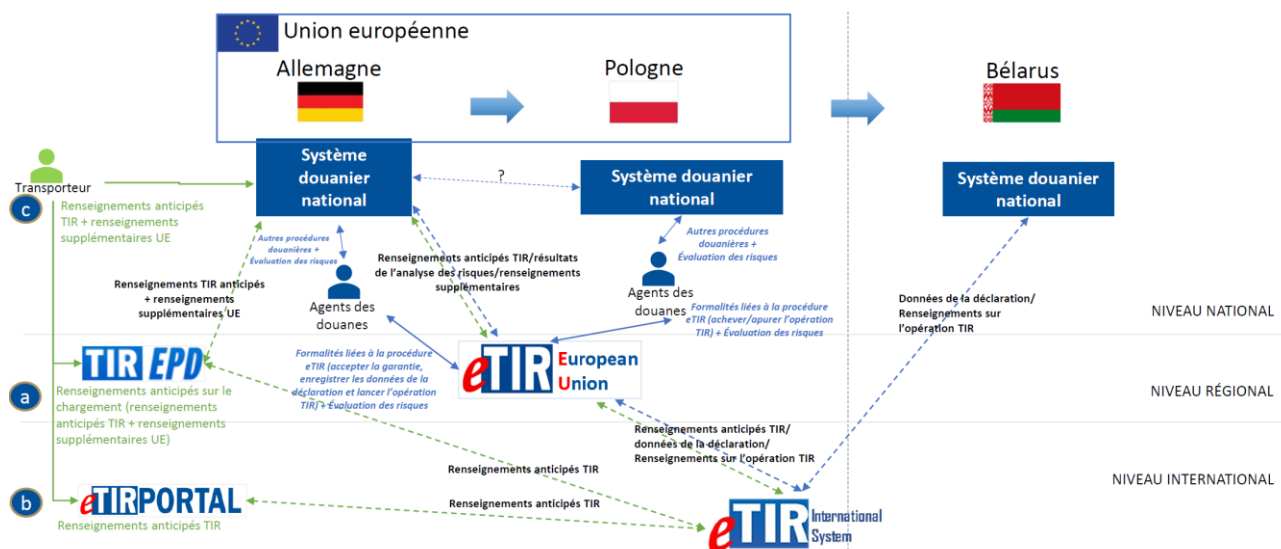 Union européenne
Allemagne
Pologne
Bélarus
Système
douanier
national
?
Système douanier
national
Système douanier
national
Transporteur
c
Renseignements anticipés
TIR + renseignements
supplémentaires UE
Autres procédures
douanières +
Évaluation des risques
Autres procédures
douanières +
Évaluation des risques
Renseignements anticipés TIR/résultats
de l'analyse des risques/renseignements
supplémentaires
Renseignements TIR anticipés
+ renseignements
supplémentaires UE
Agents des
douanes
Agents des
douanes
Données de la déclaration/
Renseignements sur
l'opération TIR
NIVEAU NATIONAL
Formalités liées à la procédure
eTIR (achever/apurer l'opération
TIR) + Évaluation des risques
Formalités liées à la procédure
eTIR (accepter la garantie,
enregistrer les données de la
déclaration et lancer l'opération
TIR) + Évaluation des risques
TIR EPD
eTIR European
Union
a
Renseignements anticipés sur le
chargement (renseignements
anticipés TIR + renseignements
supplémentaires UE)
NIVEAU RÉGIONAL
Renseignements anticipés TIR/
données de la déclaration/
Renseignements sur l'opération TIR
Renseignements anticipés TIR
NIVEAU INTERNATIONAL
b
eTIRPORTAL
Renseignements anticipés TIR
Renseignements anticipés TIR
eTIR International
System